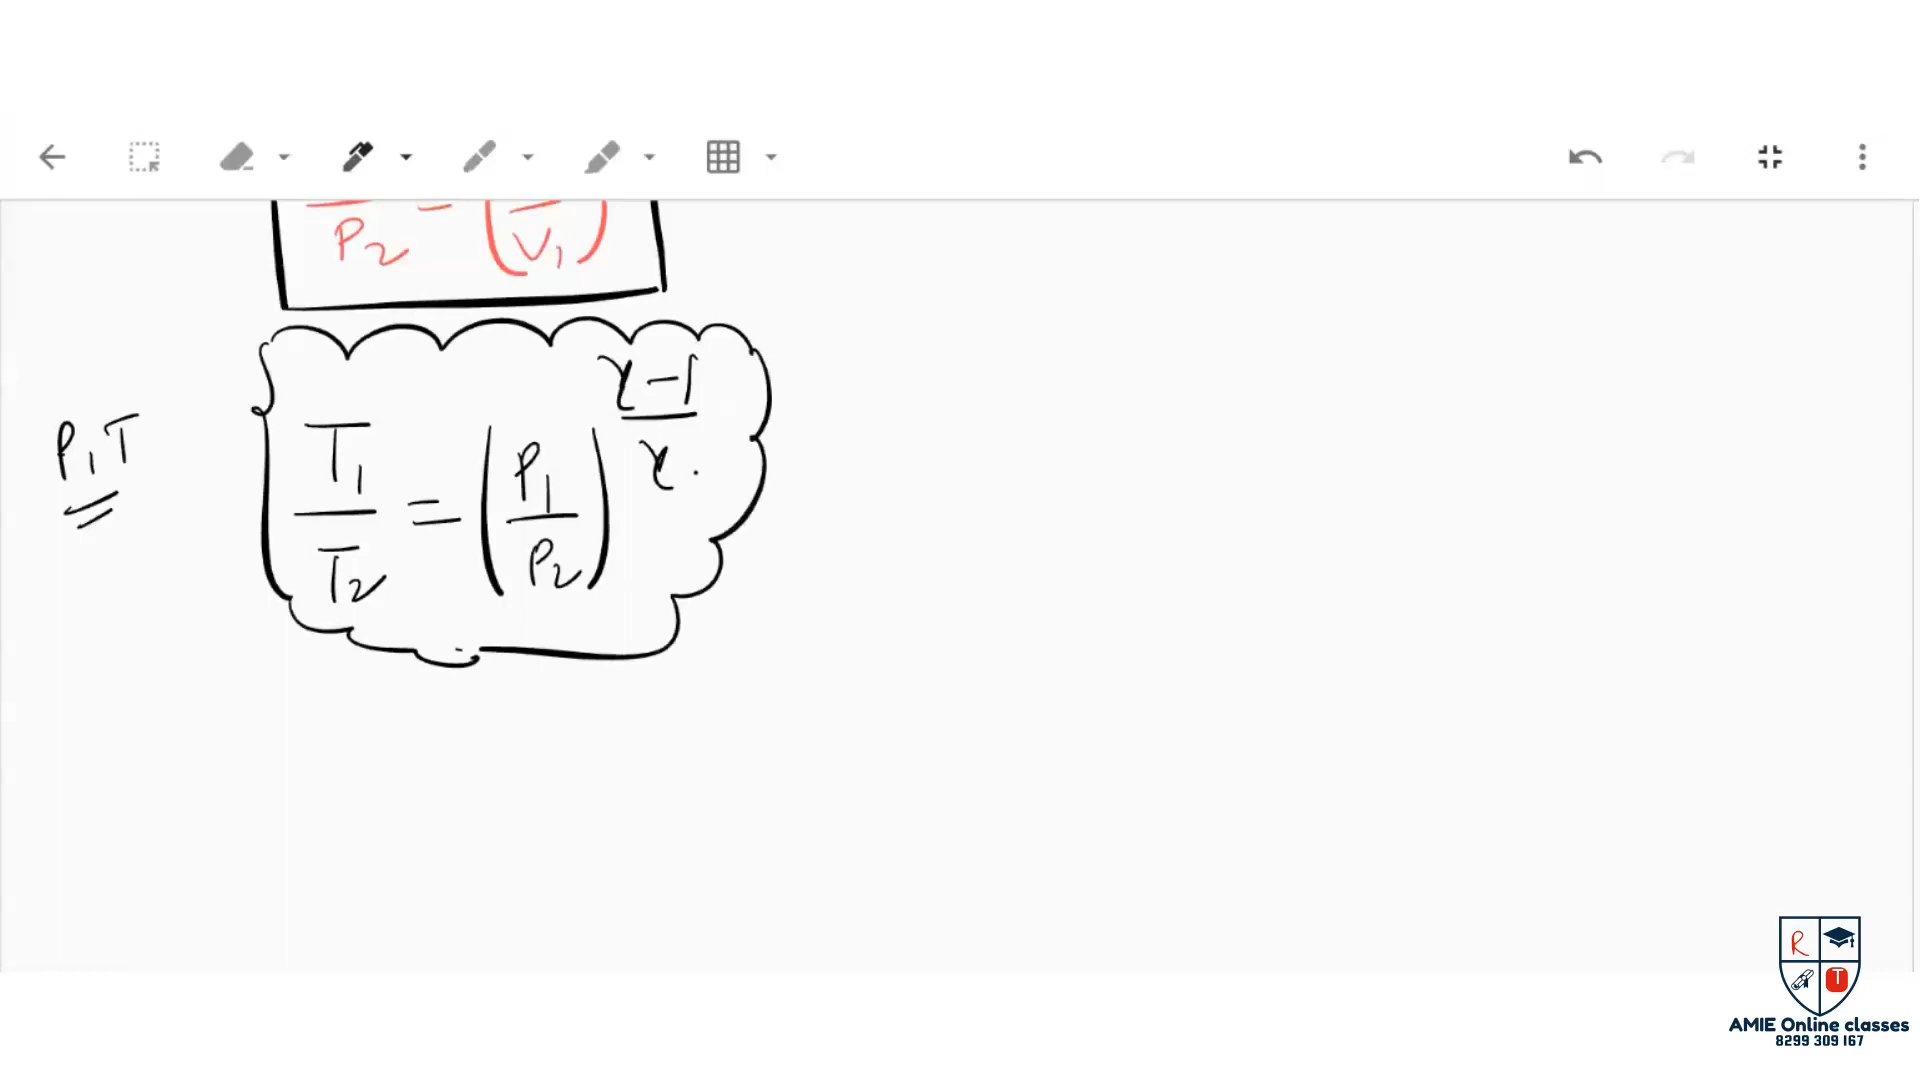 P2 = (V1)
P,T
T1/T2 = (P1/P2)^((γ-1)/γ)
R
T
AMIE Online classes
8299 309 167